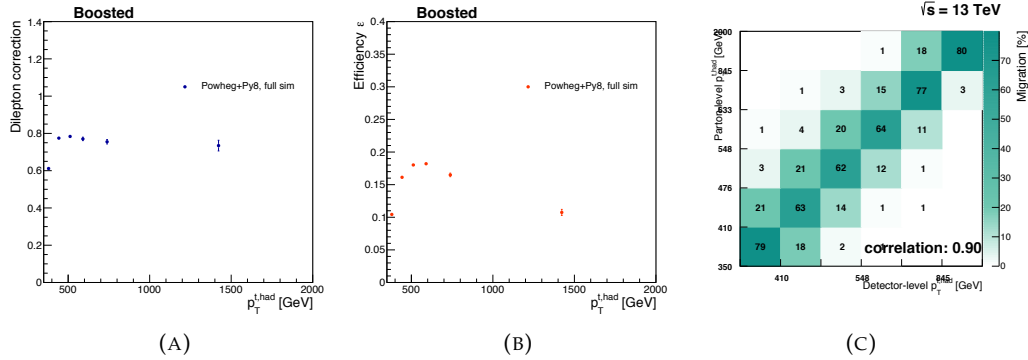 Boosted
Dilepton correction
1.4
1.2
1
0.8
0.6
0.4
0.2
0
Powheg+Py8, full sim
500
1000
1500
2000
p_T^{t,had} [GeV]
(A)
Boosted
Efficiency ε
0.4
0.35
0.3
0.25
0.2
0.15
0.1
0.05
0
Powheg+Py8, full sim
500
1000
1500
2000
p_T^{t,had} [GeV]
(B)
√s = 13 TeV
Parton-level p_T^{t,had} [GeV]
2000
845
633
548
476
410
350
1 18 80
1 3 15 77 3
1 4 20 64 11
3 21 62 12 1
21 63 14 1 1
79 18 2
correlation: 0.90
410
548
845
Detector-level p_T^{t,had} [GeV]
Migration [%]
70
60
50
40
30
20
10
0
(C)